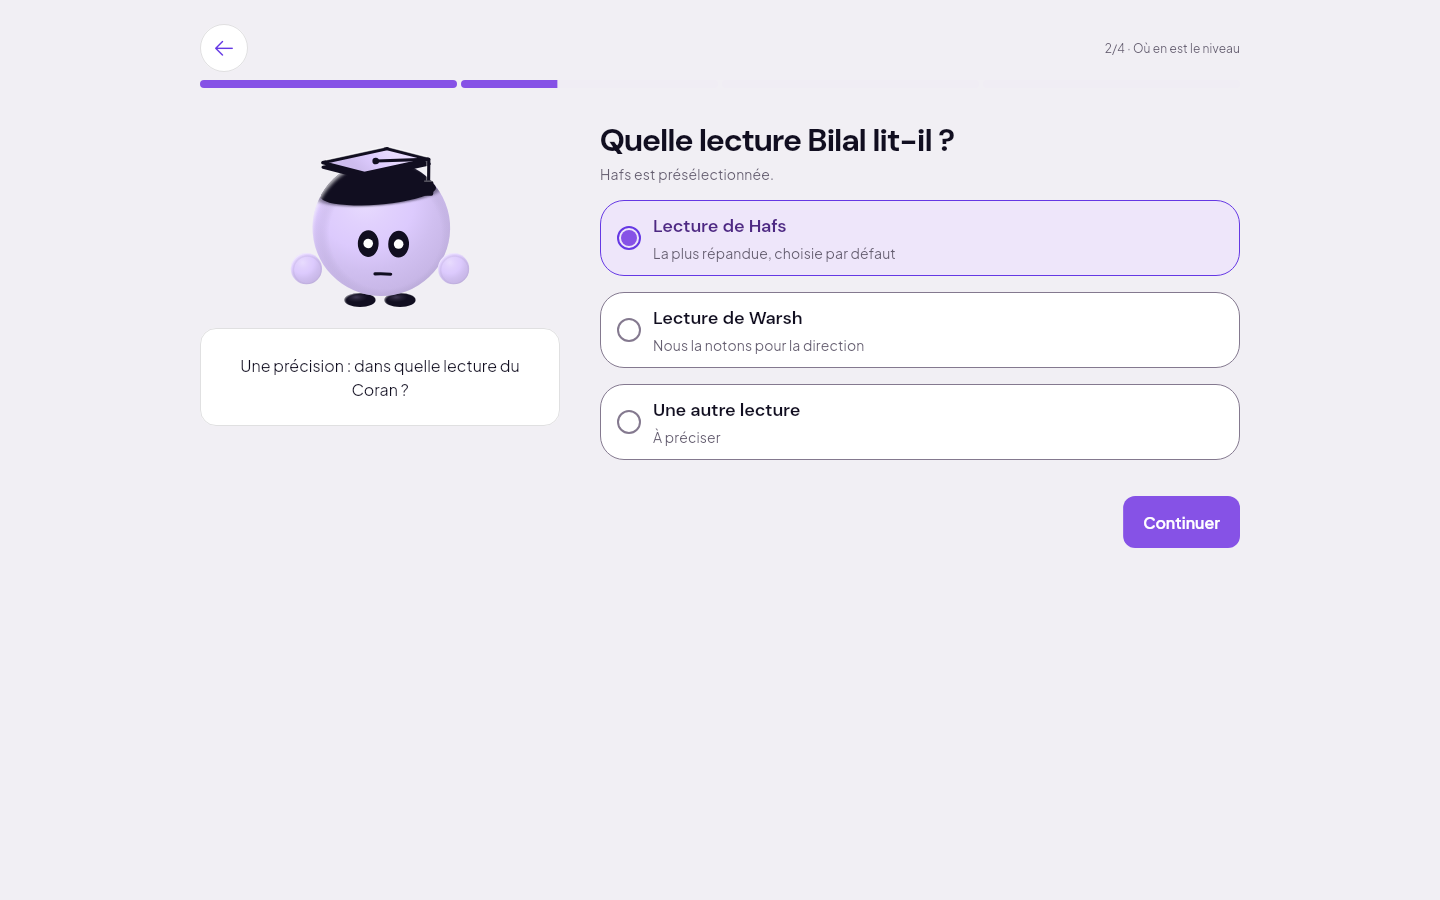 2/4 · Où en est le niveau
Une précision : dans quelle lecture du
Coran ?
Quelle lecture Bilal lit-il ?
Hafs est présélectionnée.
Lecture de Hafs
La plus répandue, choisie par défaut
Lecture de Warsh
Nous la notons pour la direction
Une autre lecture
À préciser
Continuer